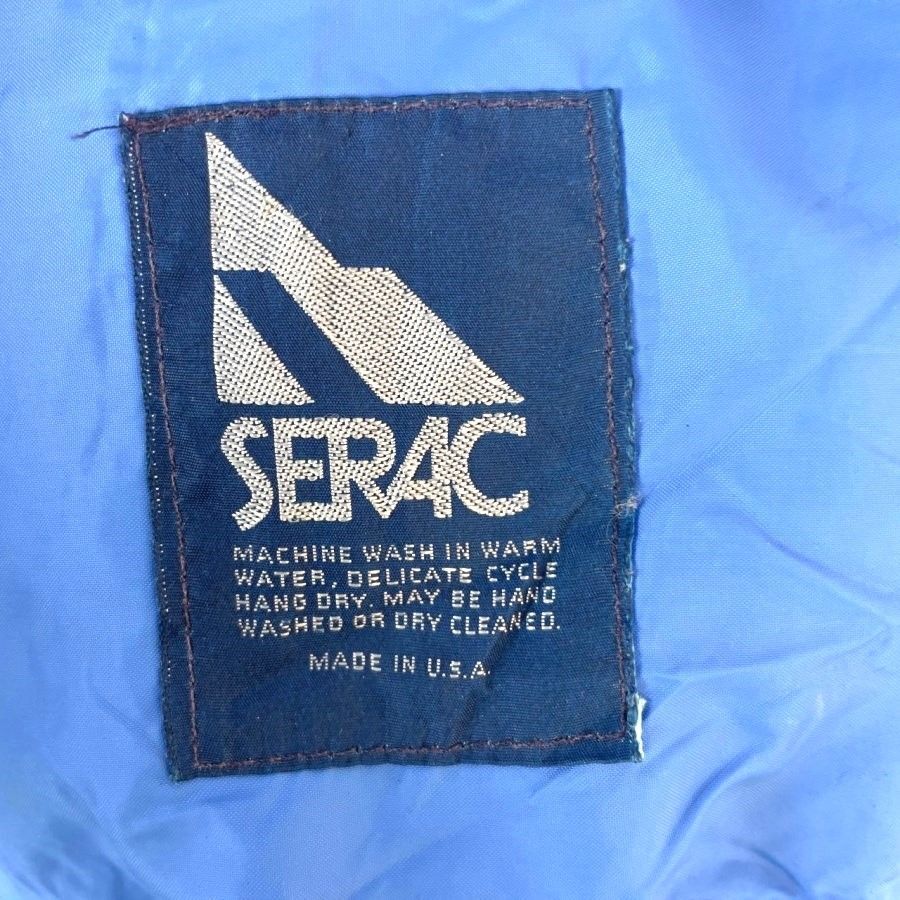 SERAC
MACHINE WASH IN WARM
WATER, DELICATE CYCLE
HANG DRY. MAY BE HAND
WASHED OR DRY CLEANED.
MADE IN U.S.A.